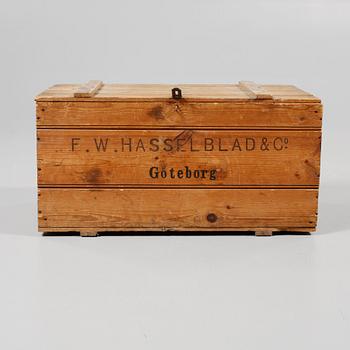 F. W. HASSELBLAD & Cº
Göteborg